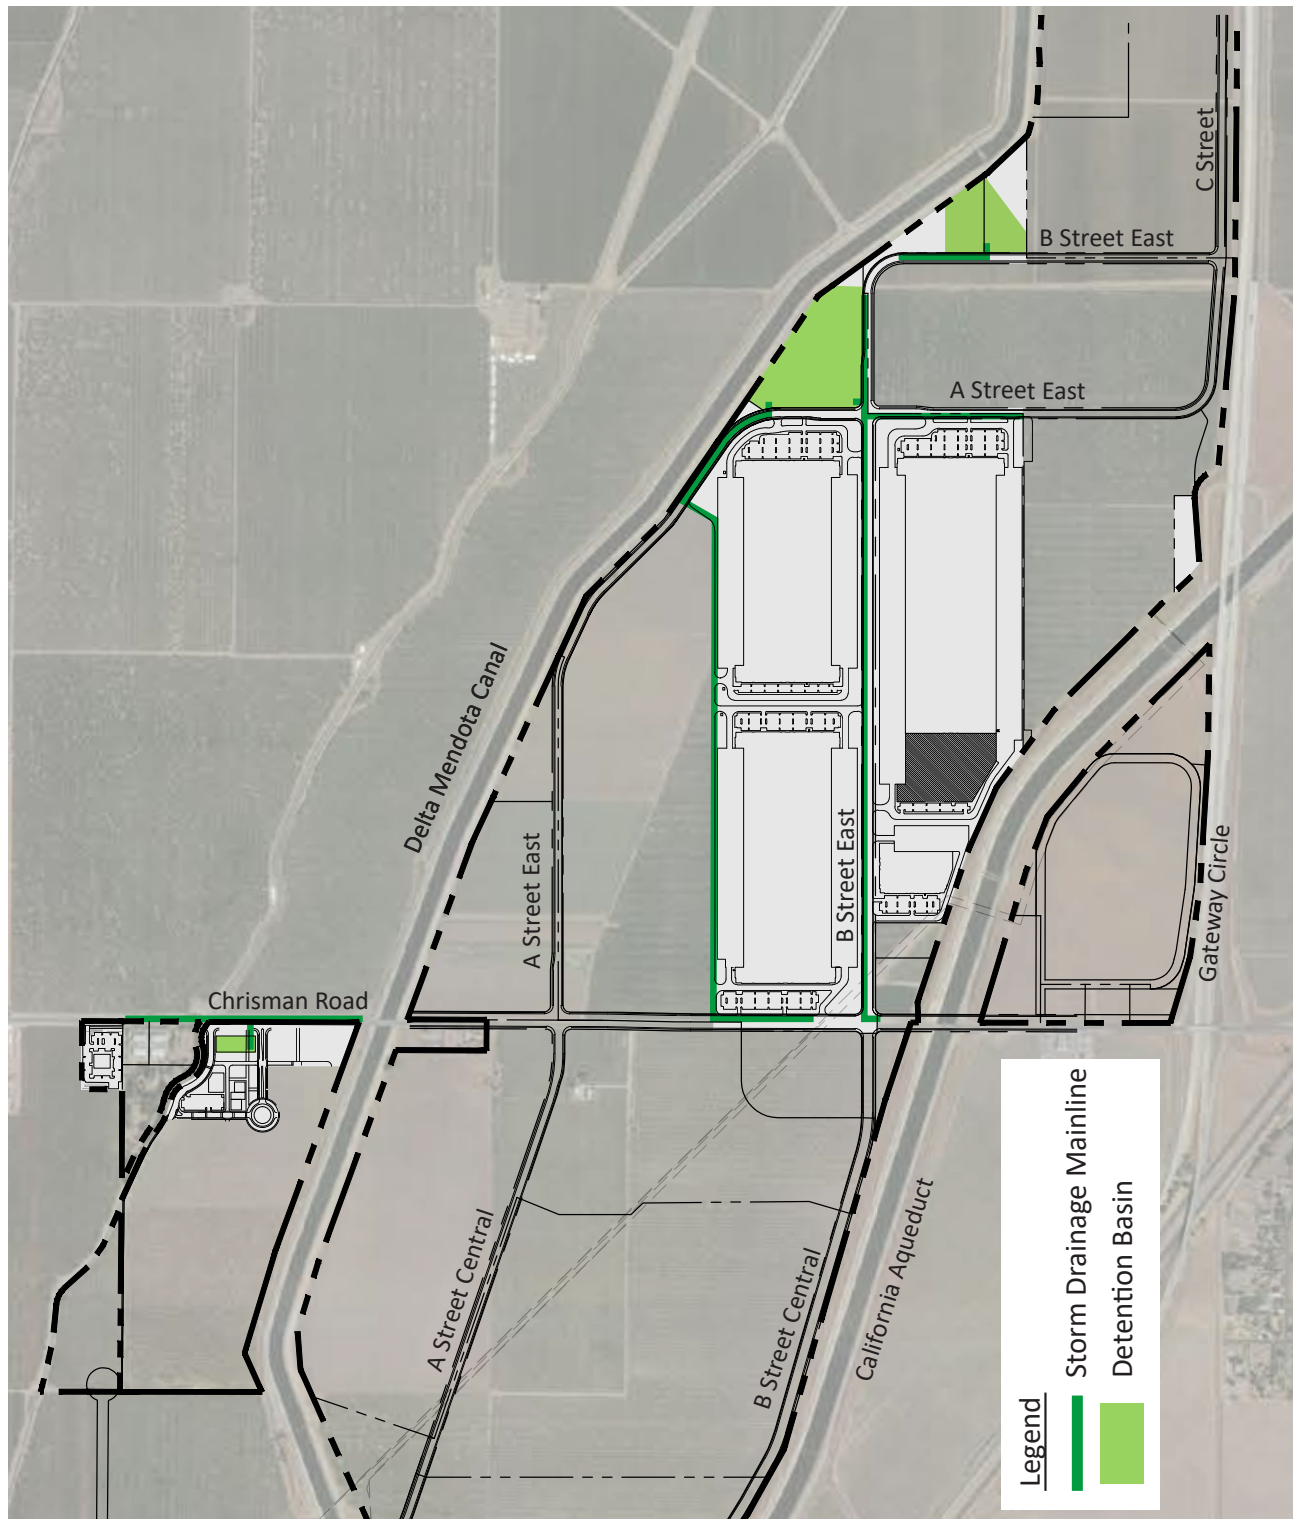 C Street
B Street East
A Street East
Delta Mendota Canal
A Street East
B Street East
Gateway Circle
Chrisman Road
A Street Central
B Street Central
California Aqueduct
Legend
Storm Drainage Mainline
Detention Basin